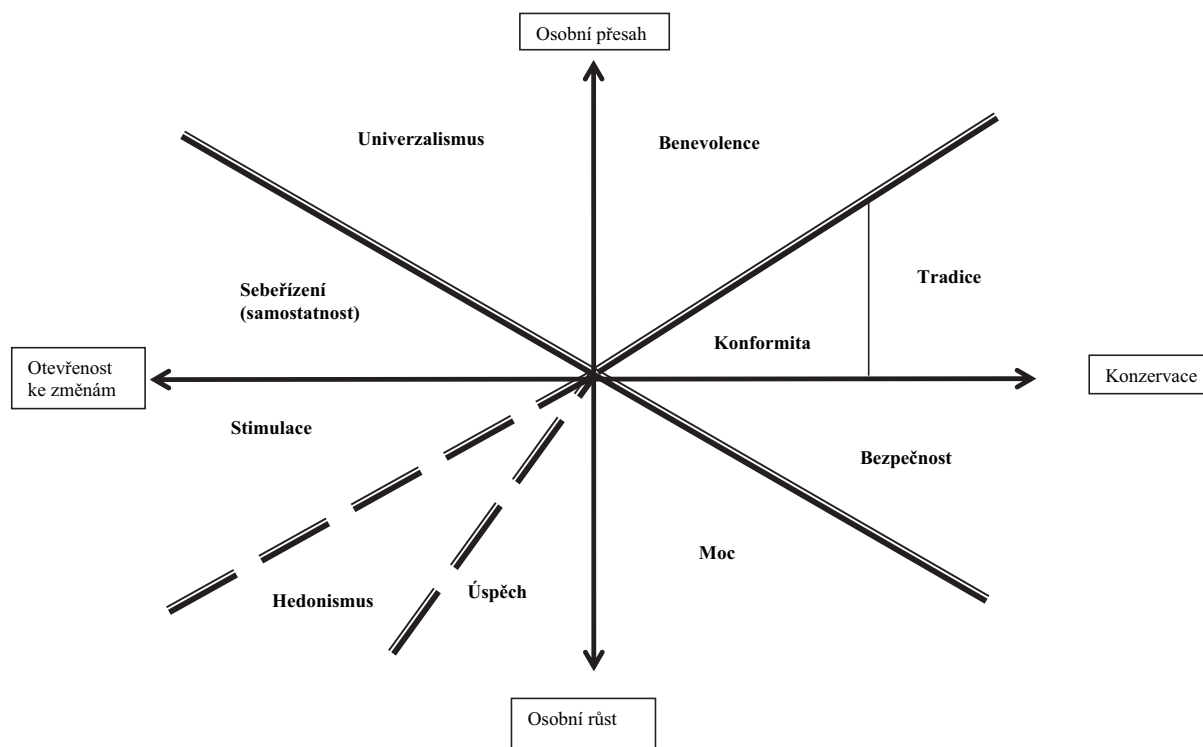 Osobní přesah
Univerzalismus
Benevolence
Sebeřízení
(samostatnost)
Tradice
Konformita
Otevřenost
ke změnám
Konzervace
Stimulace
Bezpečnost
Moc
Hedonismus
Úspěch
Osobní růst